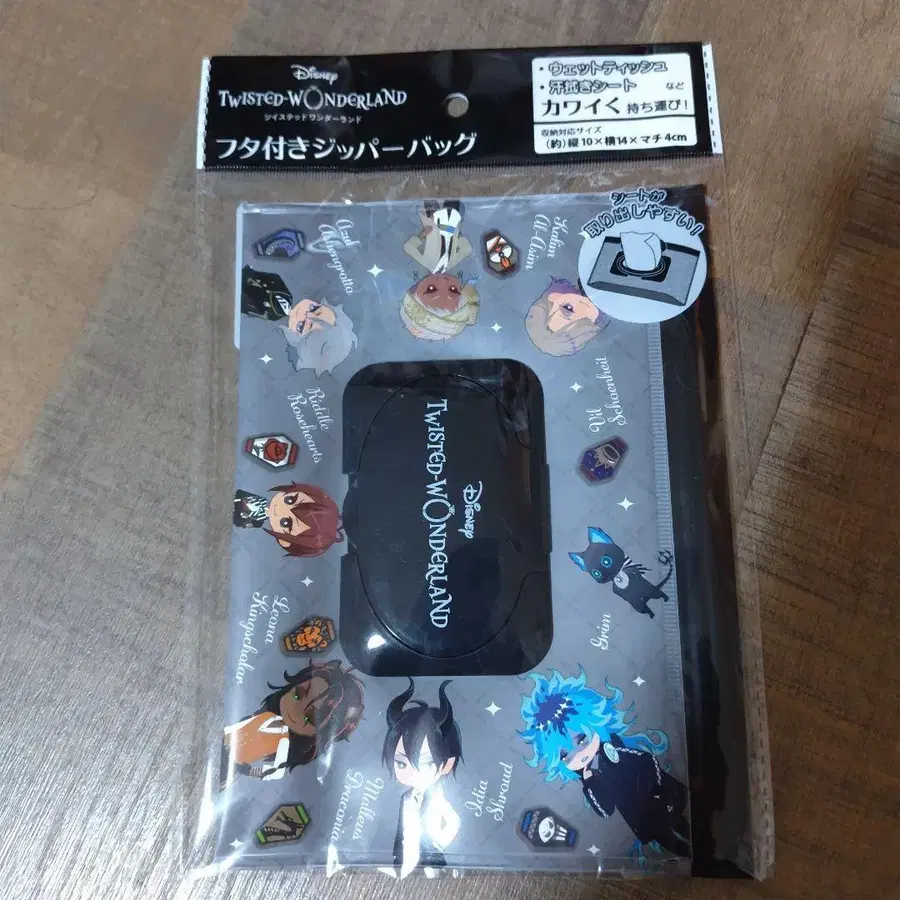 Disney
TWISTED-WONDERLAND
ツイステッドワンダーランド
フタ付きジッパーバッグ
・ウェットティッシュ
・汗拭きシート など
カワイく持ち運び!
収納対応サイズ
(約)縦10×横14×マチ4cm
シートが
取り出しやすい!
Azul
Ashengrotto
Kalim
Al-Asim
Riddle
Rosehearts
Vil
Schoenheit
Disney
TWISTED-WONDERLAND
Leona
Kingscholar
Grim
Malleus
Draconia
Idia
Shroud